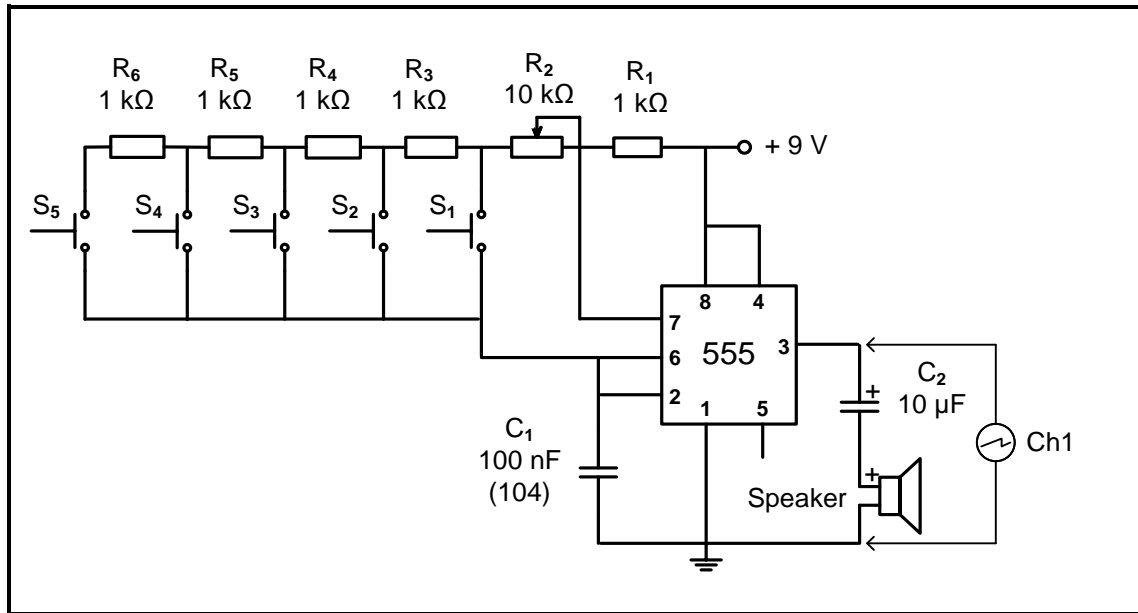 R6 R5 R4 R3 R2 R1
1 kΩ 1 kΩ 1 kΩ 1 kΩ 10 kΩ 1 kΩ
+ 9 V
S5 S4 S3 S2 S1
8 4
7
6 555 3
2
1 5
C2
10 µF
Ch1
C1
100 nF
(104)
+
+
Speaker